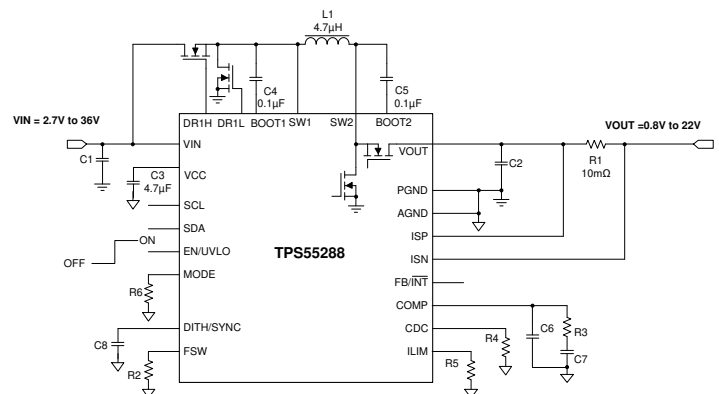 L1
4.7µH
C4
0.1µF
C5
0.1µF
VIN = 2.7V to 36V
DR1H
DR1L
BOOT1
SW1
SW2
BOOT2
VOUT =0.8V to 22V
VIN
VOUT
C1
C2
R1
10mΩ
C3
4.7µF
VCC
PGND
SCL
AGND
SDA
ISP
ON
OFF
EN/UVLO
TPS55288
ISN
MODE
FB/INT
R6
COMP
DITH/SYNC
CDC
C6
R3
C8
R4
C7
FSW
ILIM
R2
R5